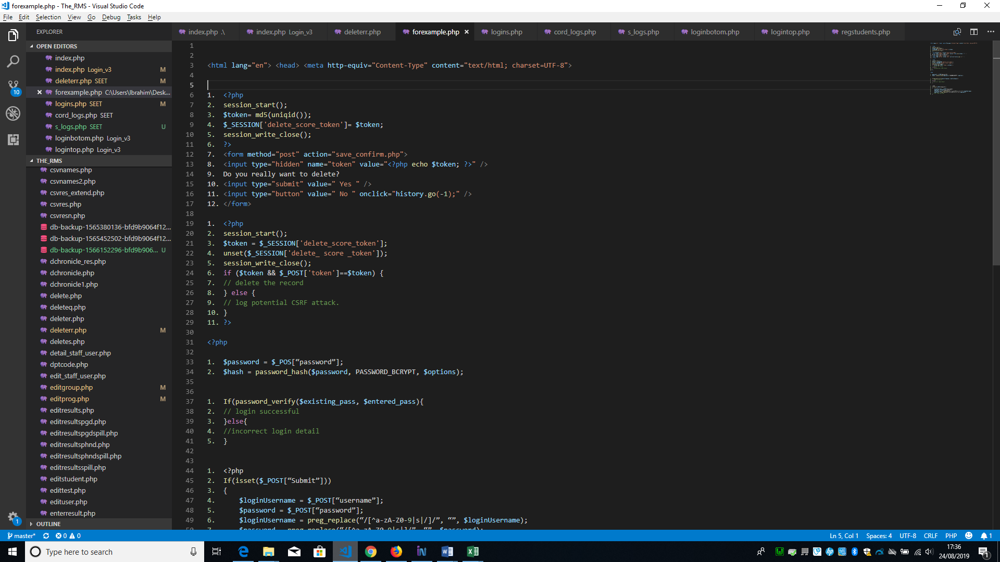 forexample.php - The_RMS - Visual Studio Code
File Edit Selection View Go Debug Tasks Help
EXPLORER
OPEN EDITORS
index.php
index.php Login_v3 M
deleterr.php SEET M
forexample.php C:\Users\Ibrahim\Desk...
logins.php SEET M
cord_logs.php SEET
s_logs.php SEET U
loginbotom.php Login_v3
logintop.php Login_v3
THE_RMS
csvnames.php
csvnames2.php
csvres_extend.php
csvres.php
csvresn.php
db-backup-1565380136-bfd9b9064f12...
db-backup-1565452502-bfd9b9064f12...
db-backup-1566152296-bfd9b906... U
dchronicle_res.php
dchronicle.php
dchronicle1.php
delete.php
deleteq.php
deleter.php
deleterr.php M
deletes.php
detail_staff_user.php
dptcode.php
edit_staff_user.php
editgroup.php M
editprog.php M
editresults.php
editresultspgd.php
editresultspgdspill.php
editresultsphnd.php
editresultsphndspill.php
editresultsspill.php
editstudent.php
edittest.php
edituser.php
enterresult.php
OUTLINE
10
1
index.php .\ index.php Login_v3 deleterr.php forexample.php logins.php cord_logs.php s_logs.php loginbotom.php logintop.php regstudents.php
1
2
3 <html lang="en"> <head> <meta http-equiv="Content-Type" content="text/html; charset=UTF-8">
4
5
6 1. <?php
7 2. session_start();
8 3. $token= md5(uniqid());
9 4. $_SESSION['delete_score_token']= $token;
10 5. session_write_close();
11 6. ?>
12 7. <form method="post" action="save_confirm.php">
13 8. <input type="hidden" name="token" value="<?php echo $token; ?>" />
14 9. Do you really want to delete?
15 10. <input type="submit" value=" Yes " />
16 11. <input type="button" value=" No " onclick="history.go(-1);" />
17 12. </form>
18
19 1. <?php
20 2. session_start();
21 3. $token = $_SESSION['delete_score_token'];
22 4. unset($_SESSION['delete_ score _token']);
23 5. session_write_close();
24 6. if ($token && $_POST['token']==$token) {
25 7. // delete the record
26 8. } else {
27 9. // log potential CSRF attack.
28 10. }
29 11. ?>
30
31 <?php
32
33 1. $password = $_POS[“password”];
34 2. $hash = password_hash($password, PASSWORD_BCRYPT, $options);
35
36
37 1. If(password_verify($existing_pass, $entered_pass){
38 2. // login successful
39 3. }else{
40 4. //incorrect login detail
41 5. }
42
43
44 1. <?php
45 2. If(isset($_POST[“Submit”]))
46 3. {
47 4. $loginUsername = $_POST[“username”];
48 5. $password = $_POST[“password”];
49 6. $loginUsername = preg_replace(“/[^a-zA-Z0-9|s|/]/”, “”, $loginUsername);
master* 0 0 Ln 5, Col 1 Spaces: 4 UTF-8 CRLF PHP 1
Type here to search
17:36
24/08/2019
1